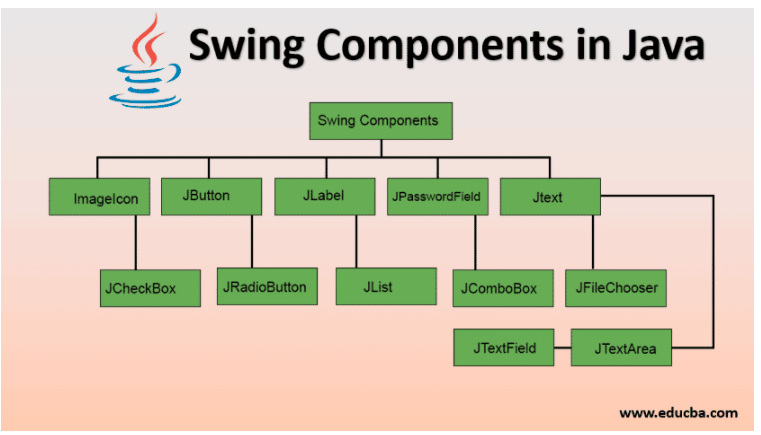 Swing Components in Java
Swing Components
ImageIcon
JButton
JLabel
JPasswordField
Jtext
JCheckBox
JRadioButton
JList
JComboBox
JFileChooser
JTextField
JTextArea
www.educba.com